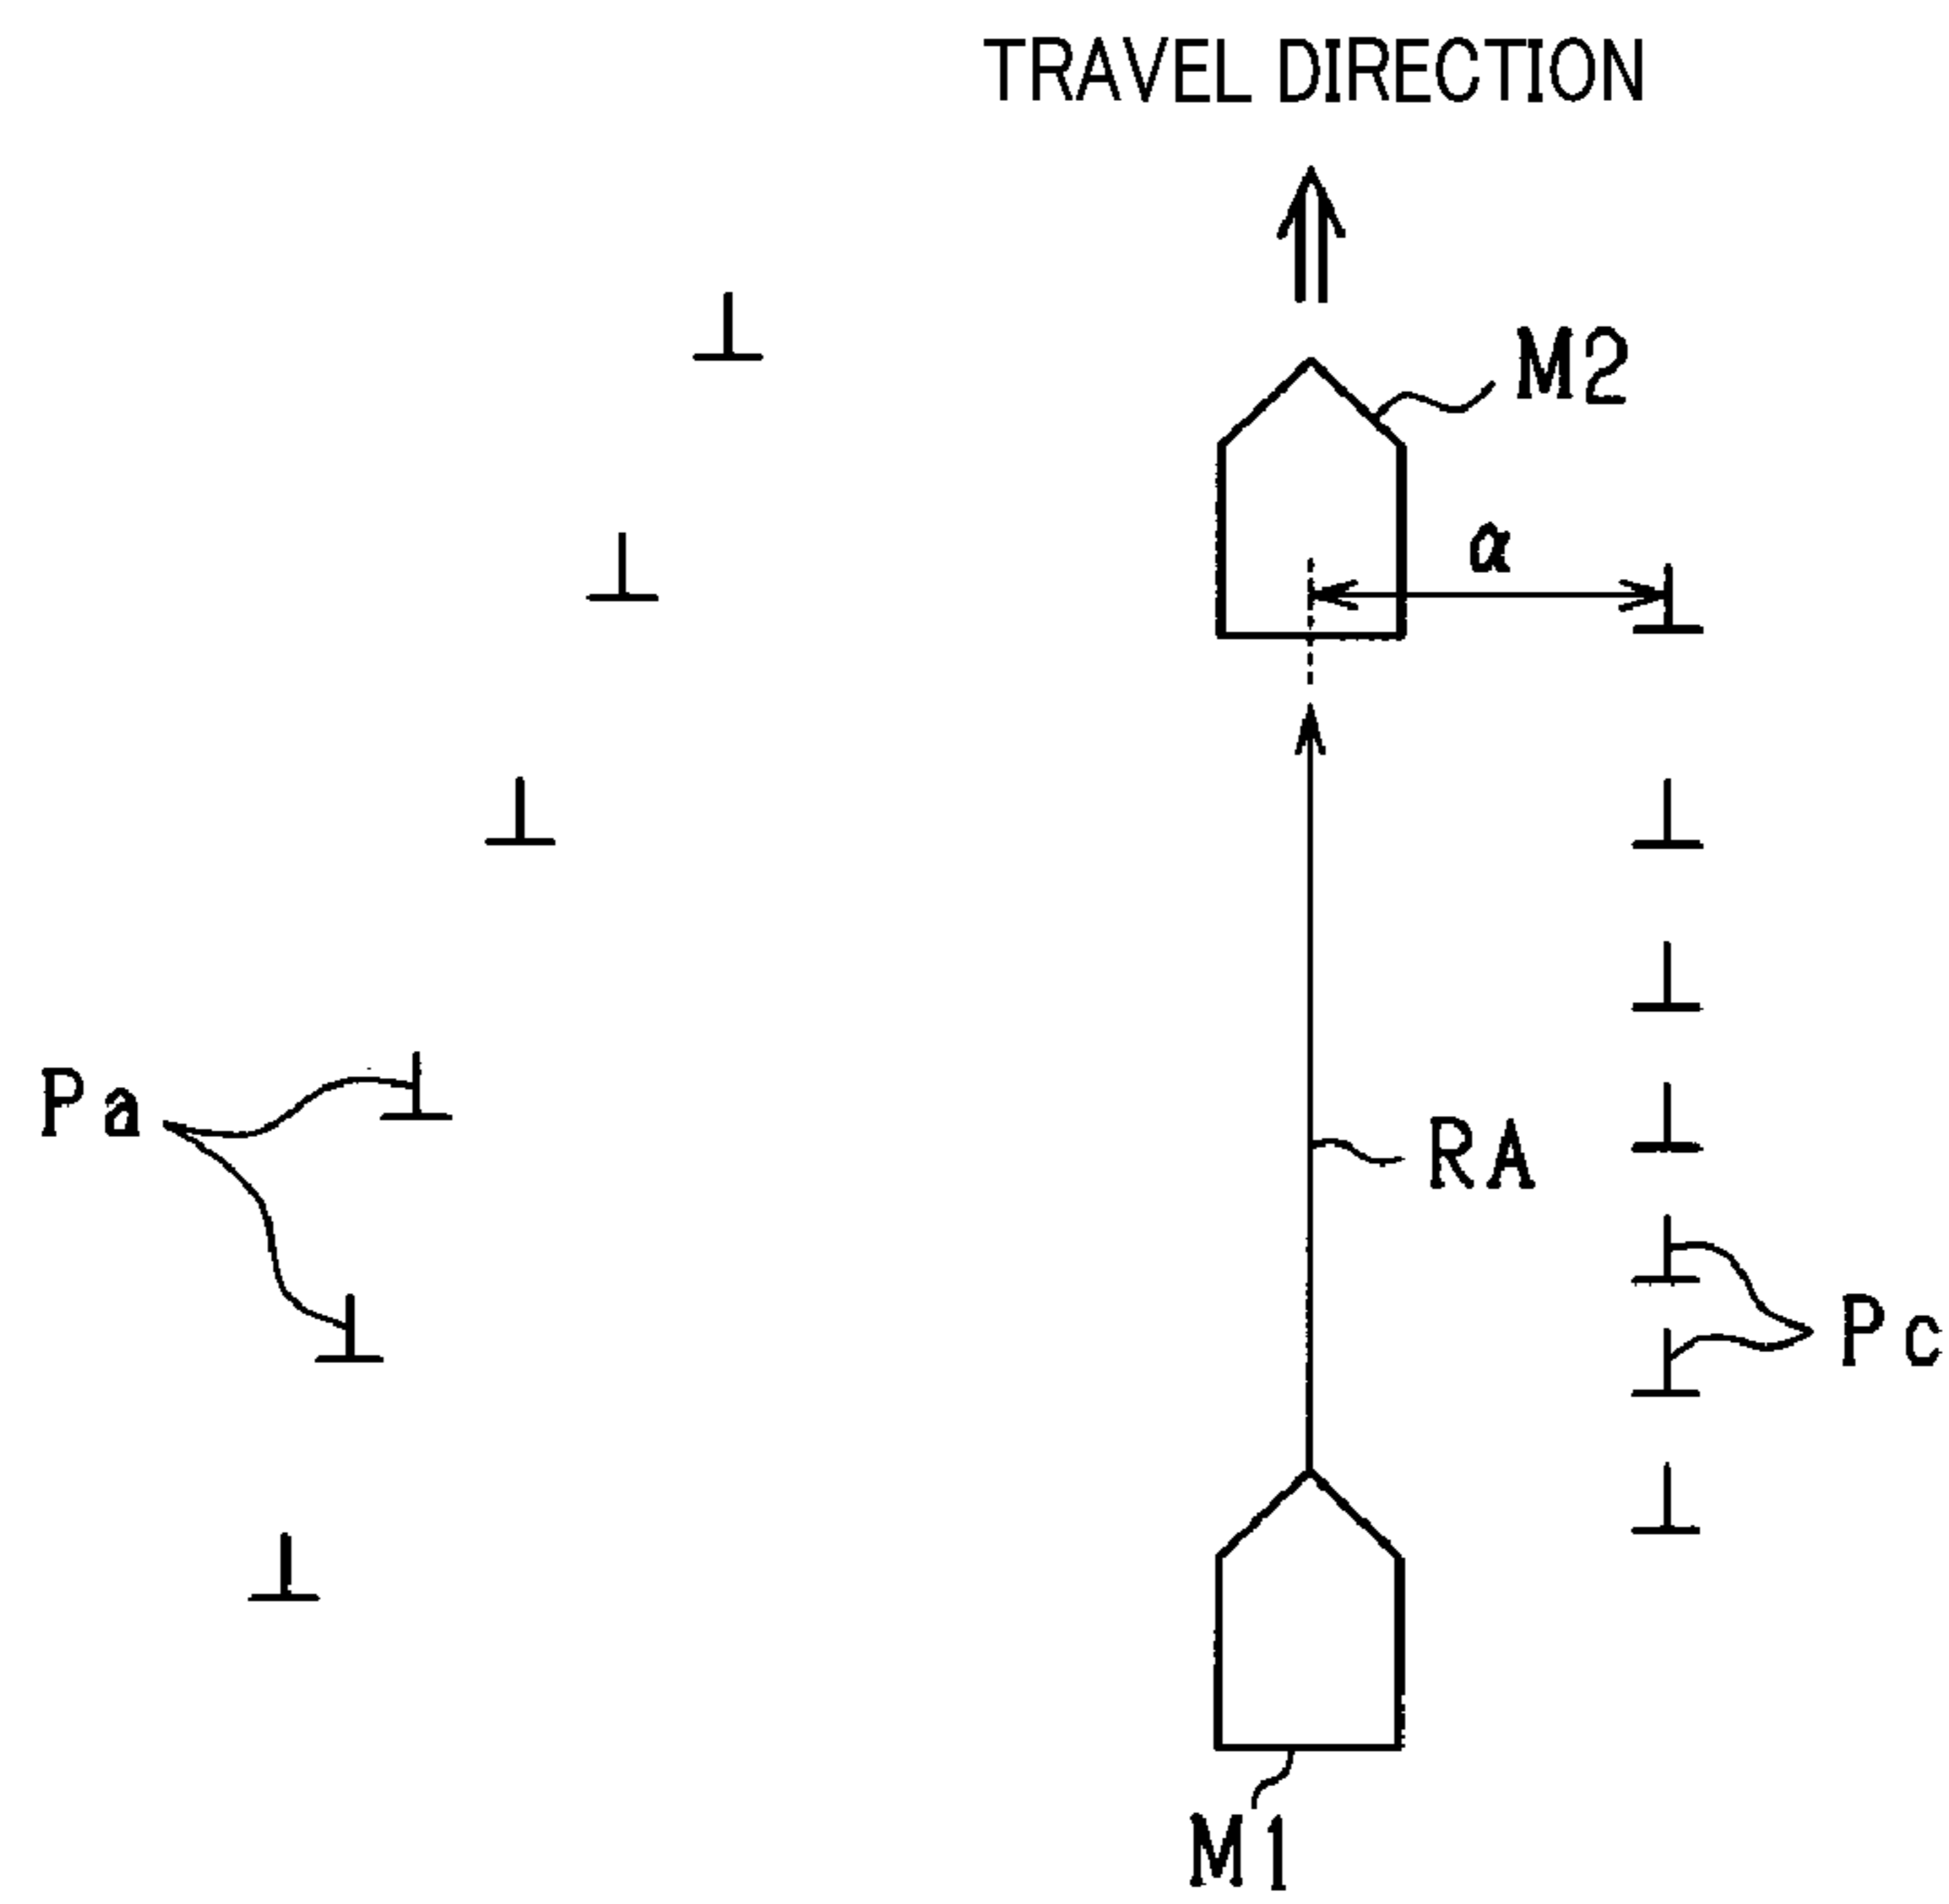 TRAVEL DIRECTION
M2
α
Pa
RA
Pc
M1